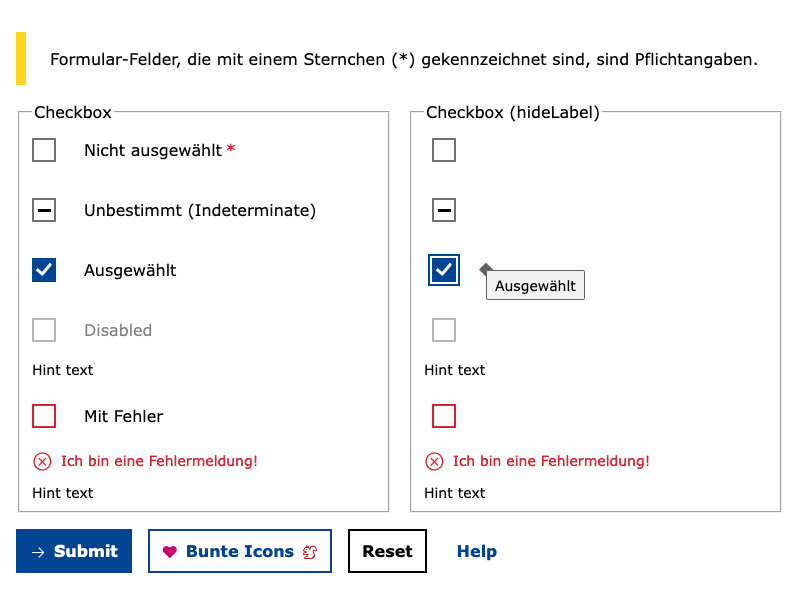 Formular-Felder, die mit einem Sternchen (*) gekennzeichnet sind, sind Pflichtangaben.
Checkbox
Nicht ausgewählt *
Unbestimmt (Indeterminate)
Ausgewählt
Disabled
Hint text
Mit Fehler
Ich bin eine Fehlermeldung!
Hint text
Checkbox (hideLabel)
Ausgewählt
Hint text
Ich bin eine Fehlermeldung!
Hint text
Submit
Bunte Icons
Reset
Help